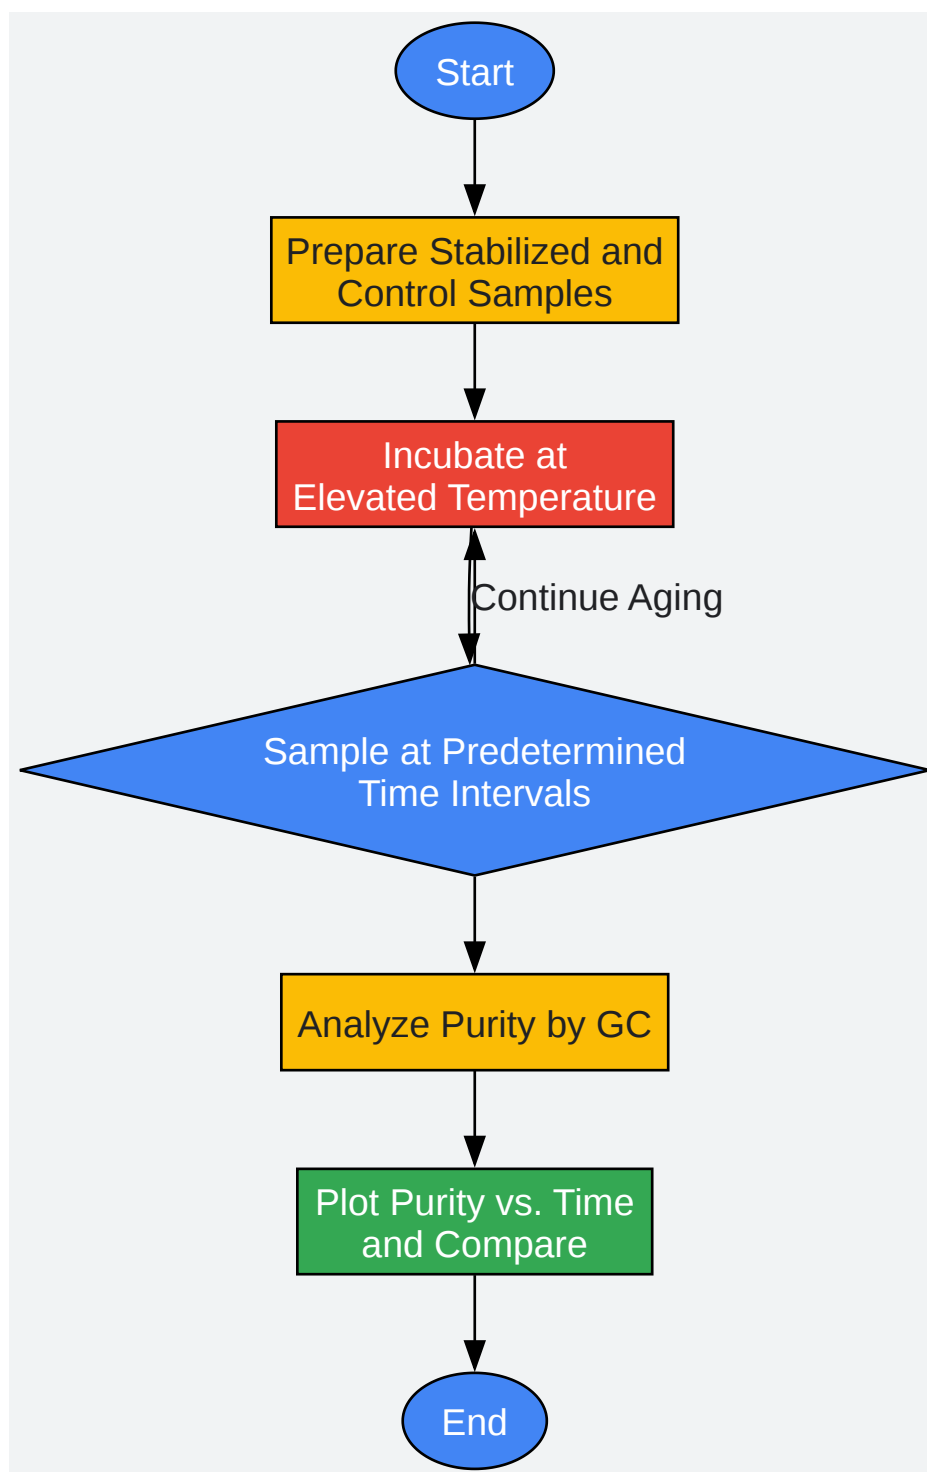 Start
Prepare Stabilized and
Control Samples
Incubate at
Elevated Temperature
Continue Aging
Sample at Predetermined
Time Intervals
Analyze Purity by GC
Plot Purity vs. Time
and Compare
End